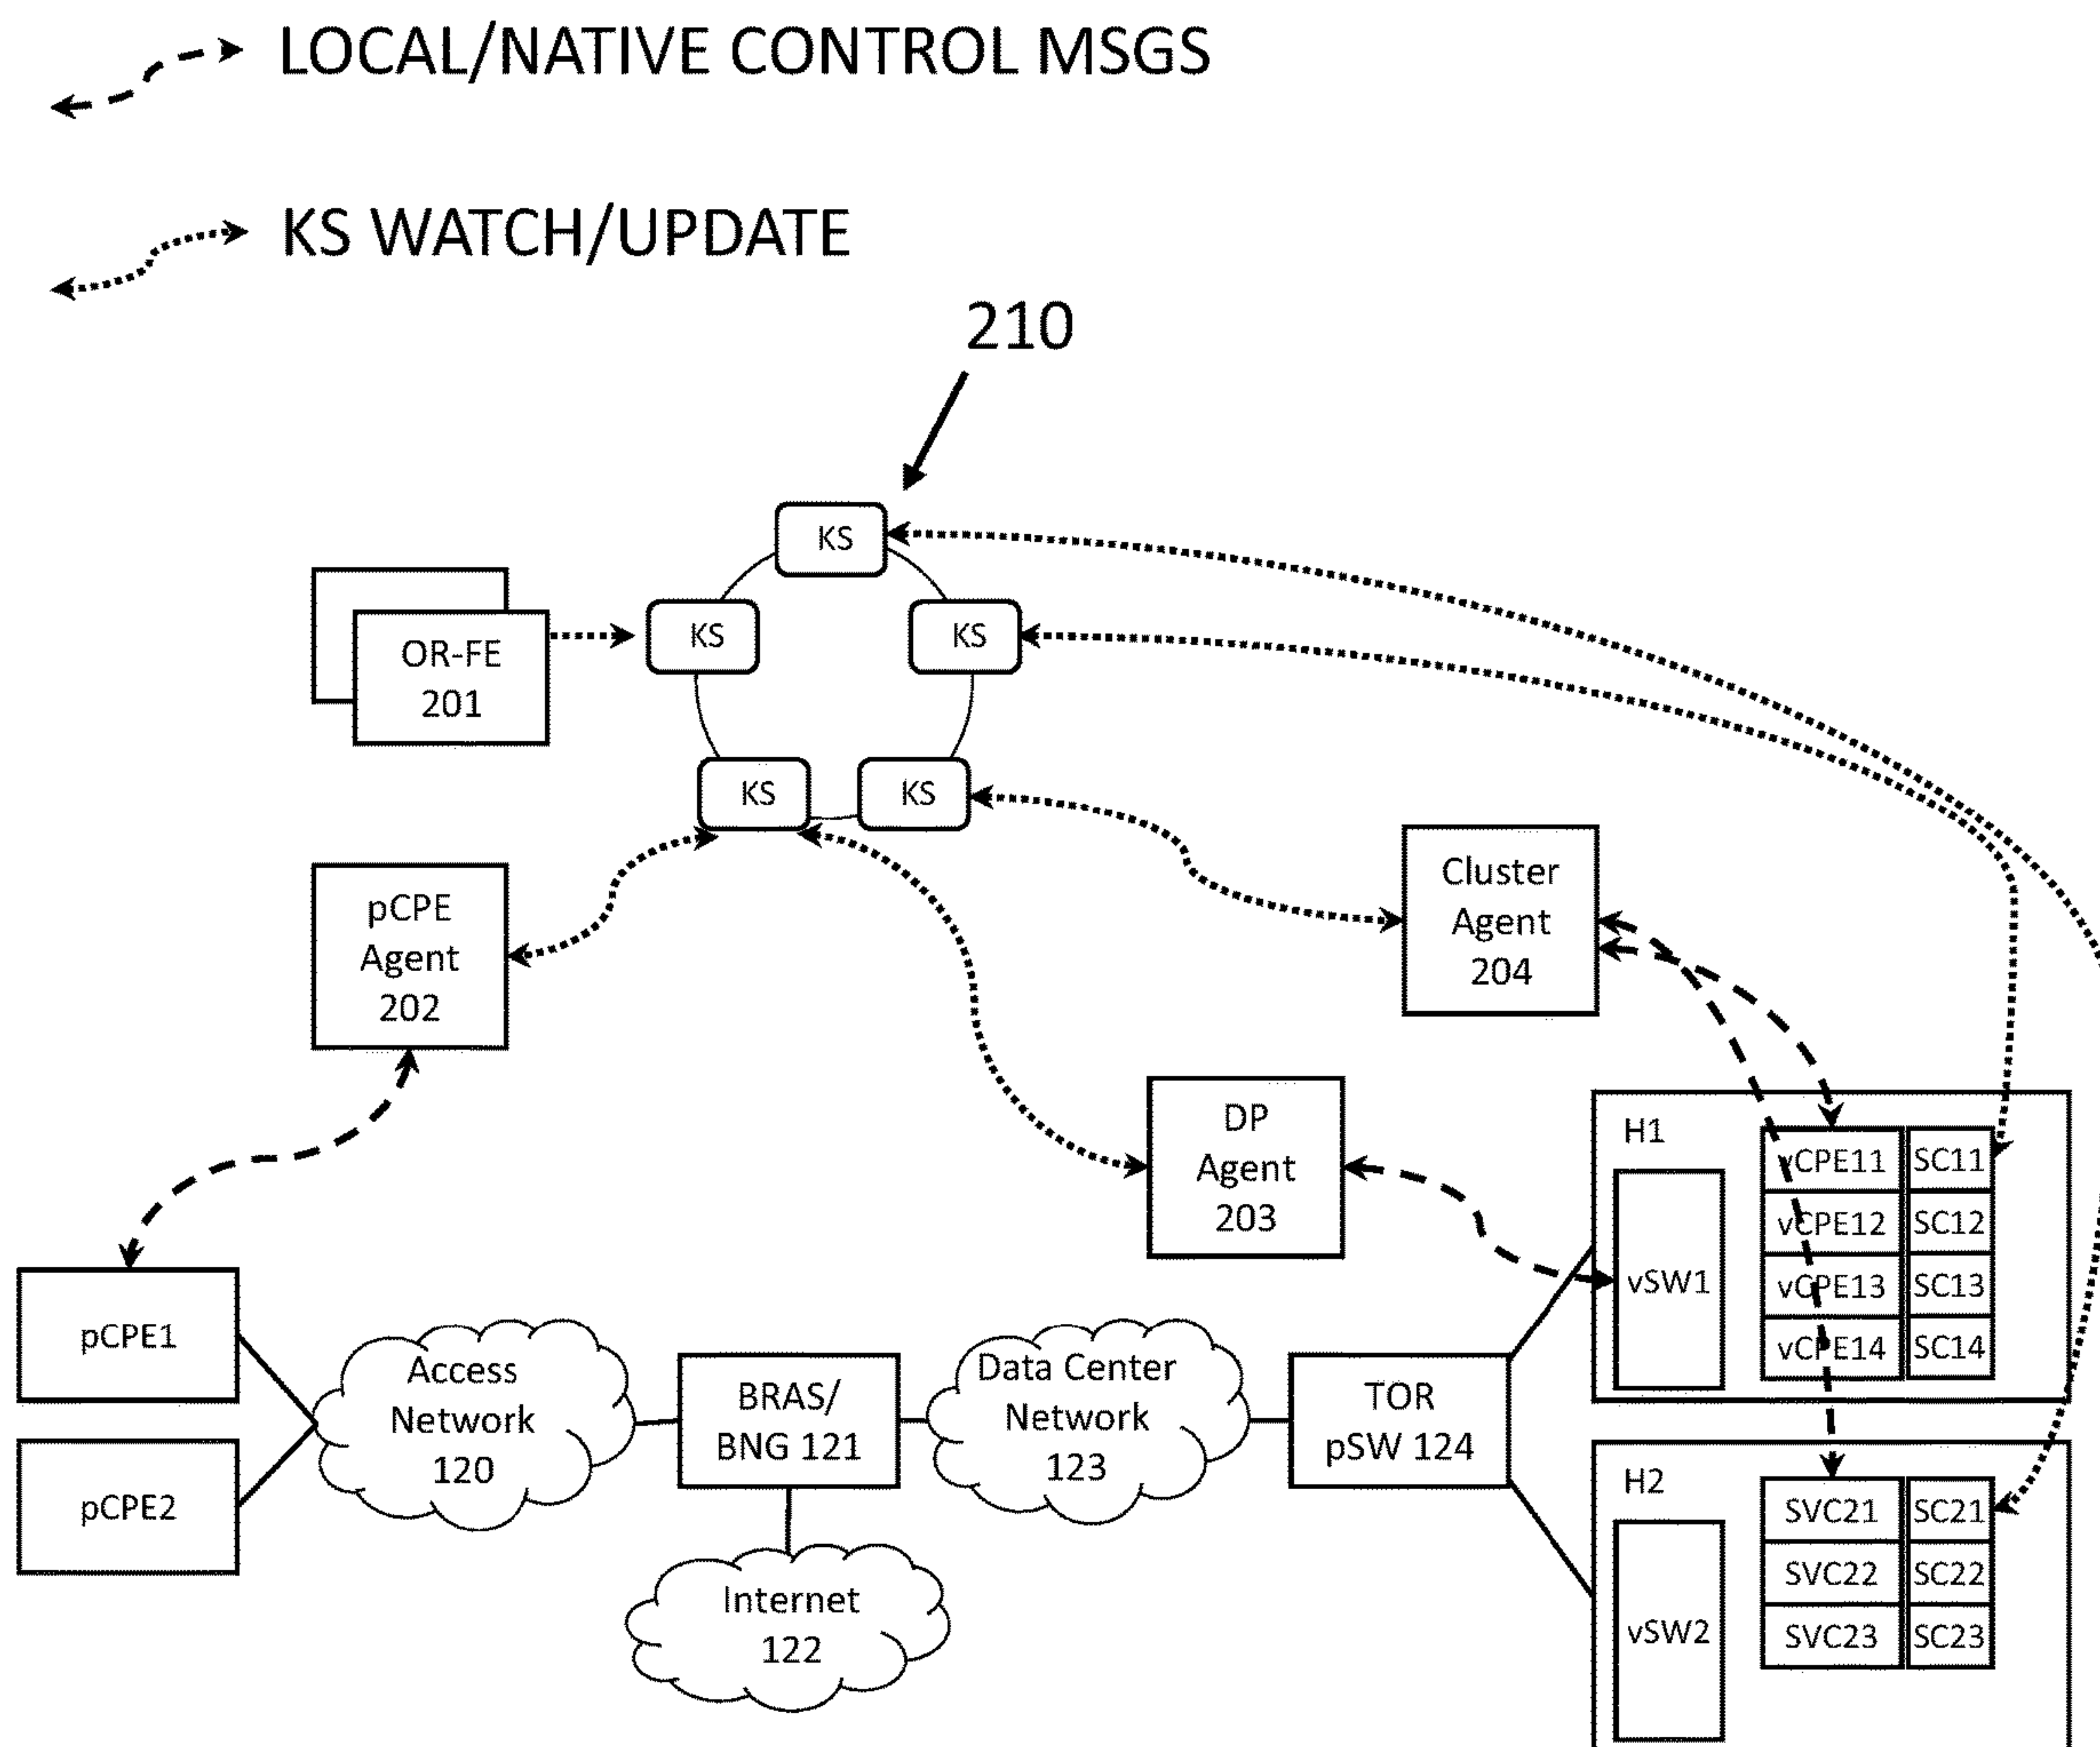 LOCAL/NATIVE CONTROL MSGS
KS WATCH/UPDATE
210
KS
KS
KS
KS
KS
OR-FE
201
pCPE
Agent
202
Cluster
Agent
204
DP
Agent
203
H1
vSW1
vCPE11
SC11
vCPE12
SC12
vCPE13
SC13
vCPE14
SC14
pCPE1
pCPE2
Access
Network
120
BRAS/
BNG 121
Data Center
Network
123
TOR
pSW 124
Internet
122
H2
vSW2
SVC21
SC21
SVC22
SC22
SVC23
SC23